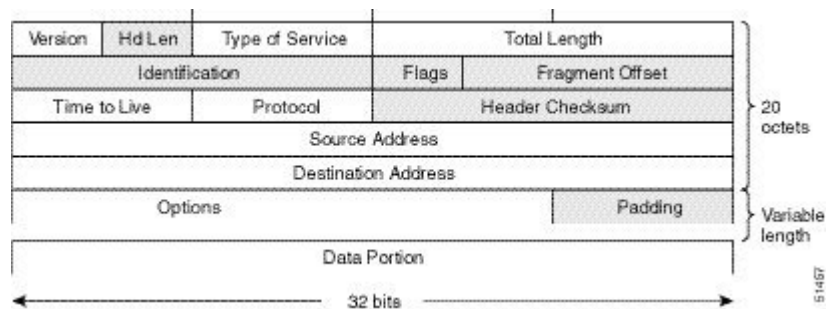 Version Hd Len Type of Service Total Length
Identification Flags Fragment Offset
Time to Live Protocol Header Checksum
20
octets
Source Address
Destination Address
Options Padding
Variable
length
Data Portion
32 bits
51457